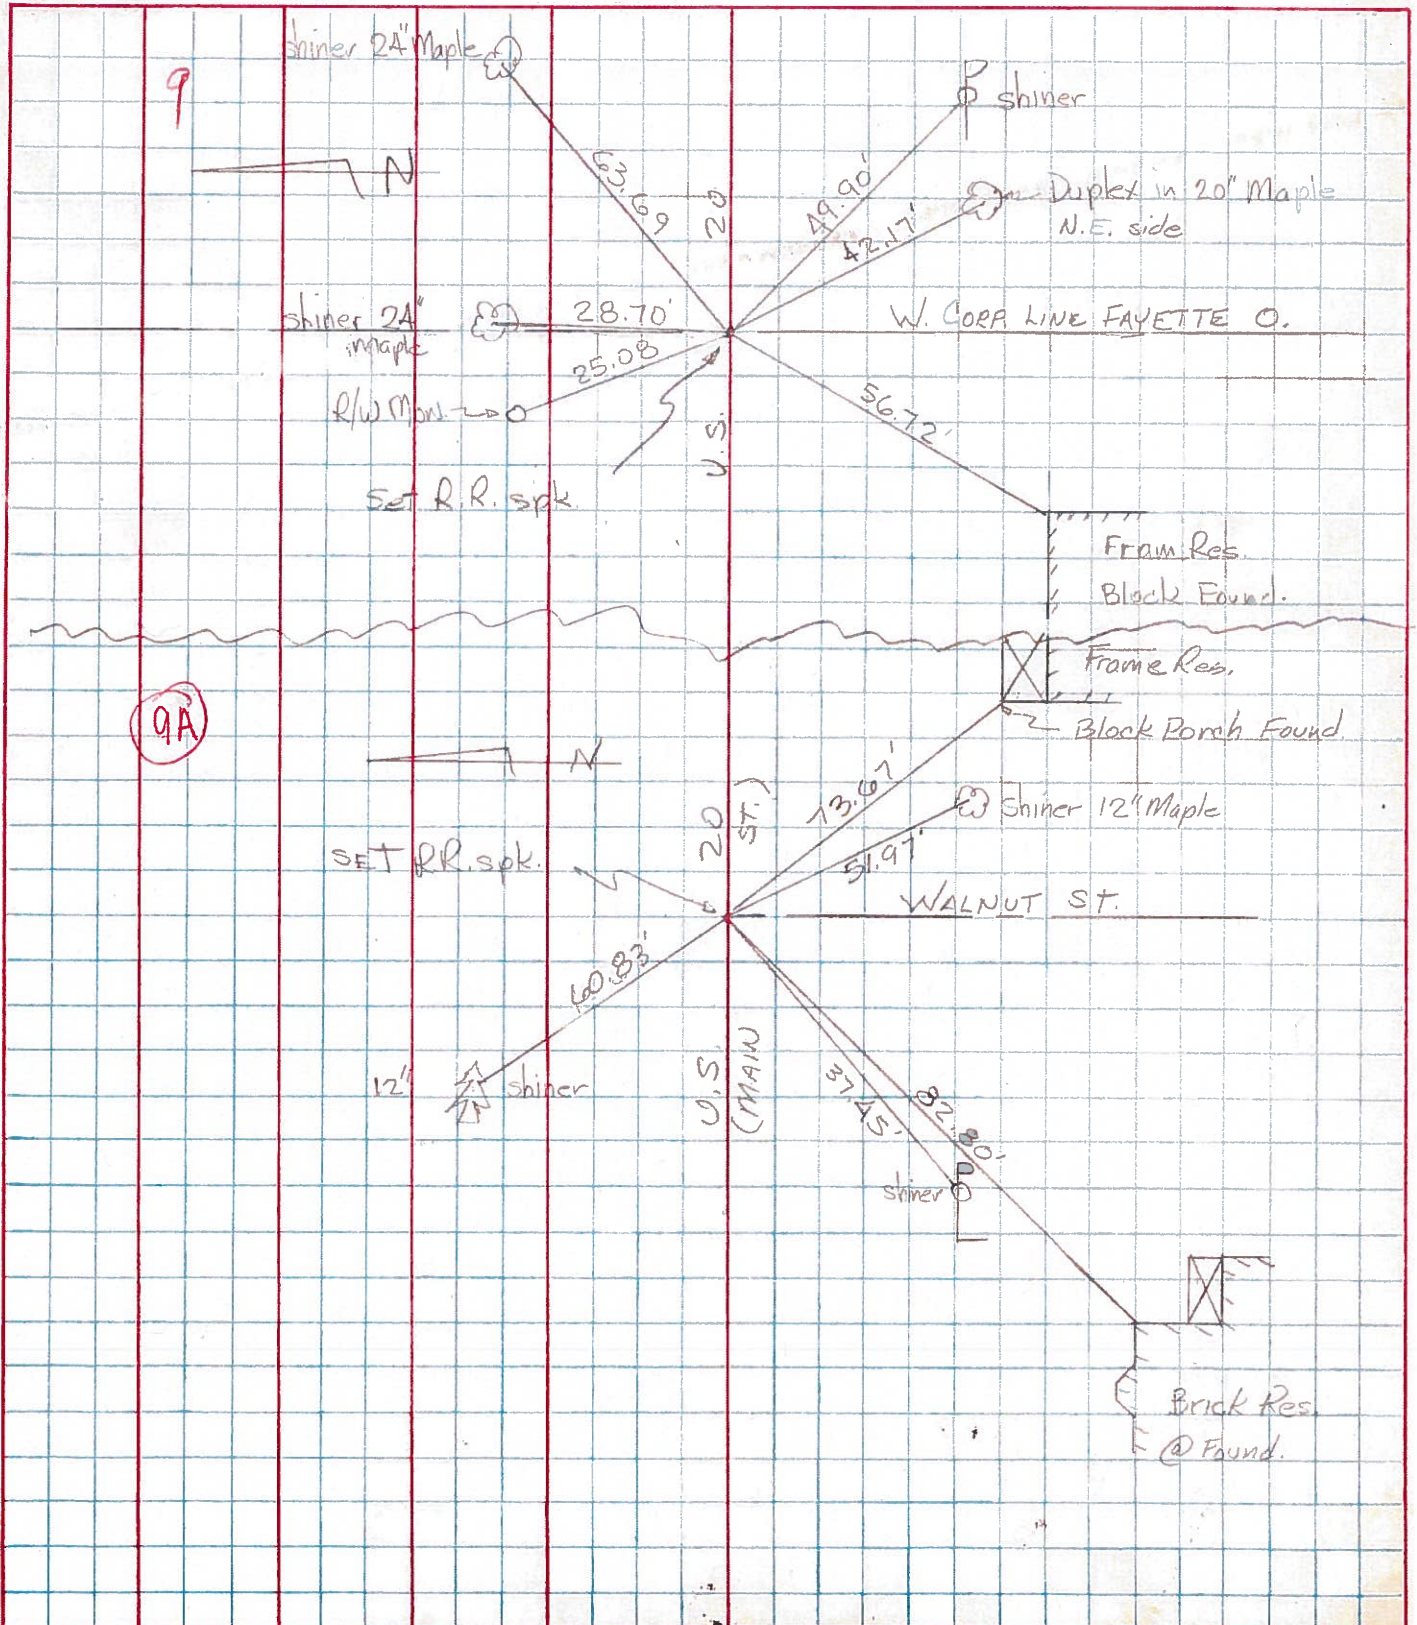 9
shiner 24" Maple
shiner
N
63.69
20
49.90'
42.17'
Duplex in 20" Maple
N.E. side
shiner 24"
in maple
28.70'
W. CORP. LINE FAYETTE O.
25.08
R/W Mon.
56.72'
U.S.
Set R.R. spk.
Fram Res.
Block Found.
9A
Frame Res.
Block Porch Found.
N
73.67'
20
ST.)
Shiner 12" Maple
51.97'
SET R.R. spk.
WALNUT ST.
60.83'
12"
shiner
U.S.
(MAIN
37.45'
82.80'
shiner
Brick Res.
@ Found.